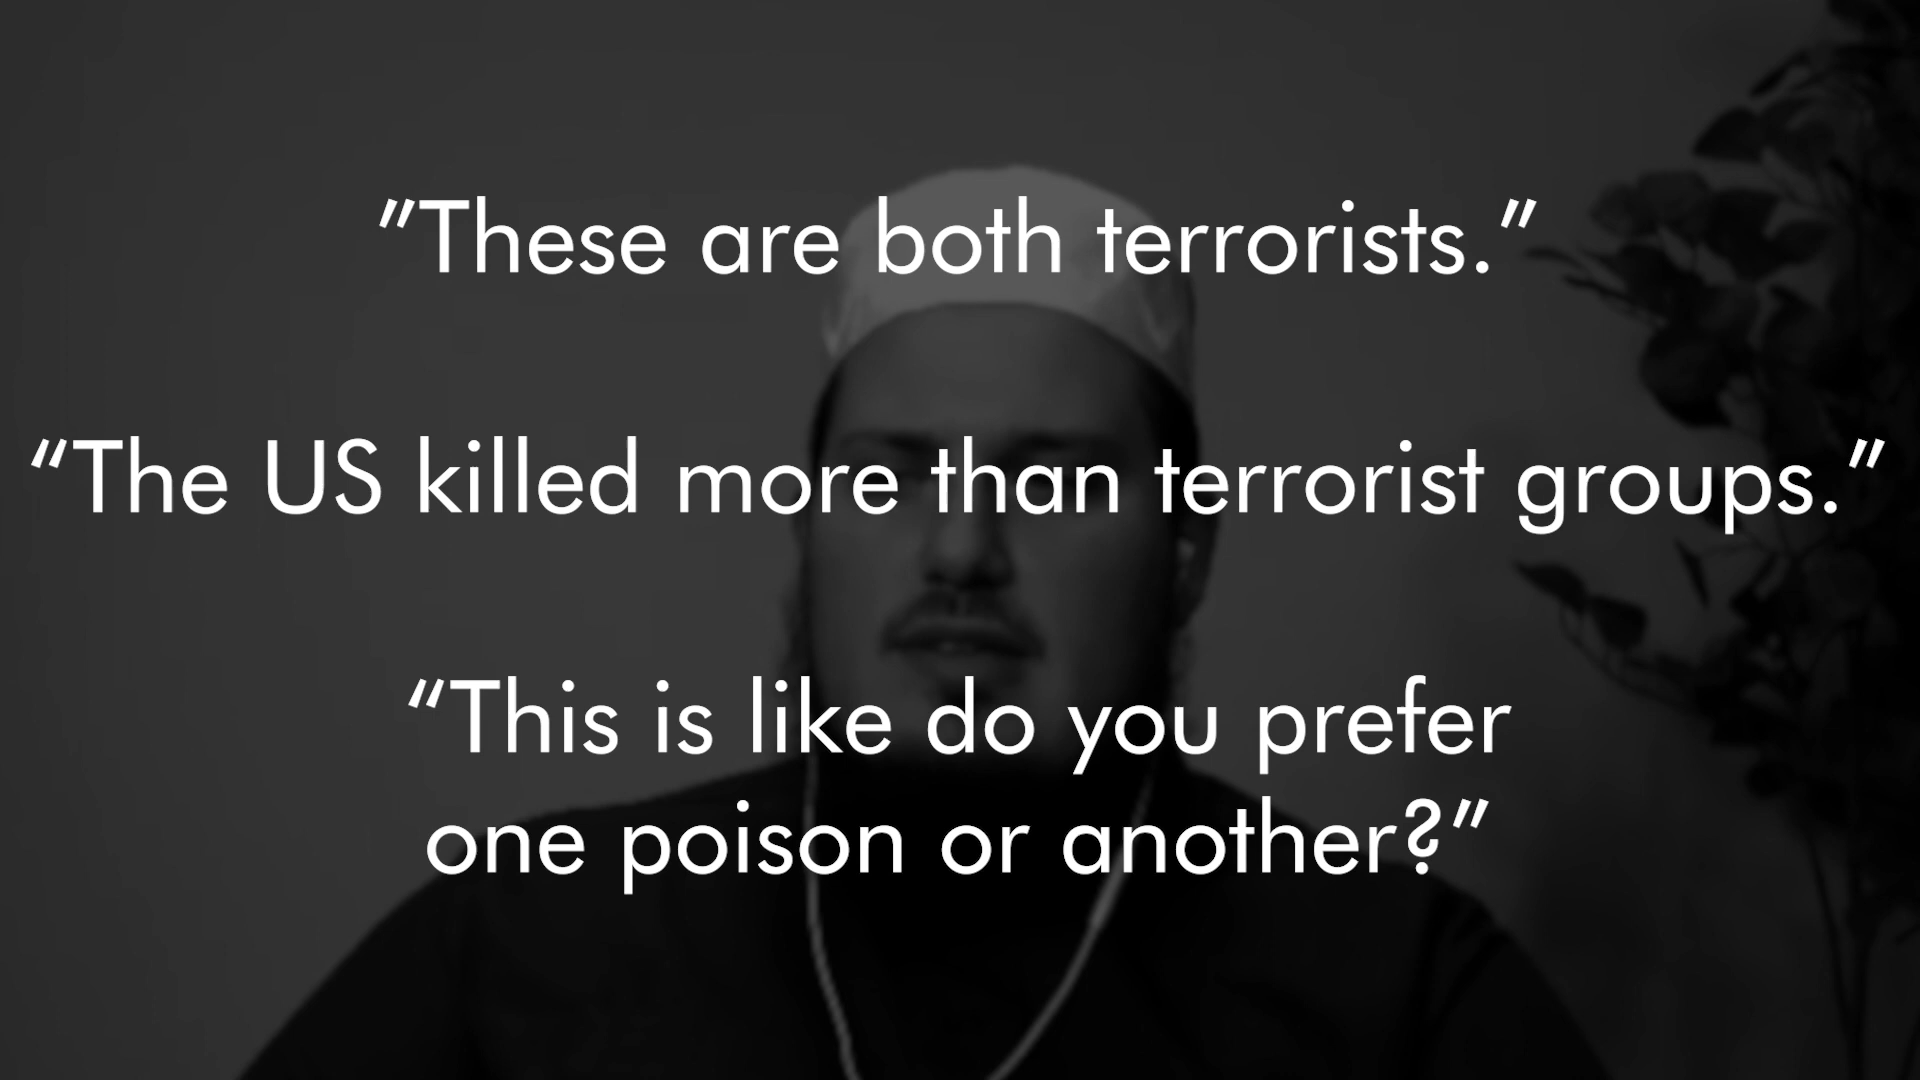 "These are both terrorists."
“The US killed more than terrorist groups.”
“This is like do you prefer
one poison or another?”